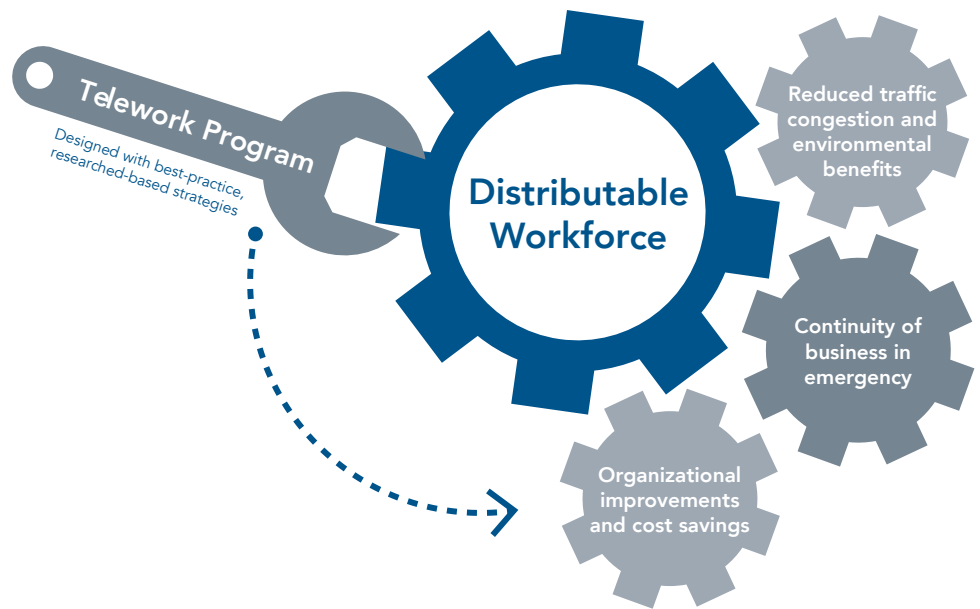 Telework Program
Designed with best-practice,
researched-based strategies
Distributable
Workforce
Reduced traffic
congestion and
environmental
benefits
Continuity of
business in
emergency
Organizational
improvements
and cost savings